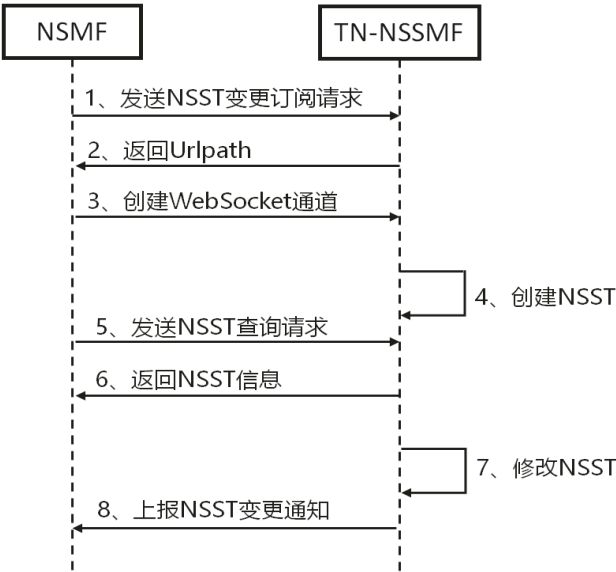 NSMF
TN-NSSMF
1、发送NSST变更订阅请求
2、返回Urlpath
3、创建WebSocket通道
4、创建NSST
5、发送NSST查询请求
6、返回NSST信息
7、修改NSST
8、上报NSST变更通知